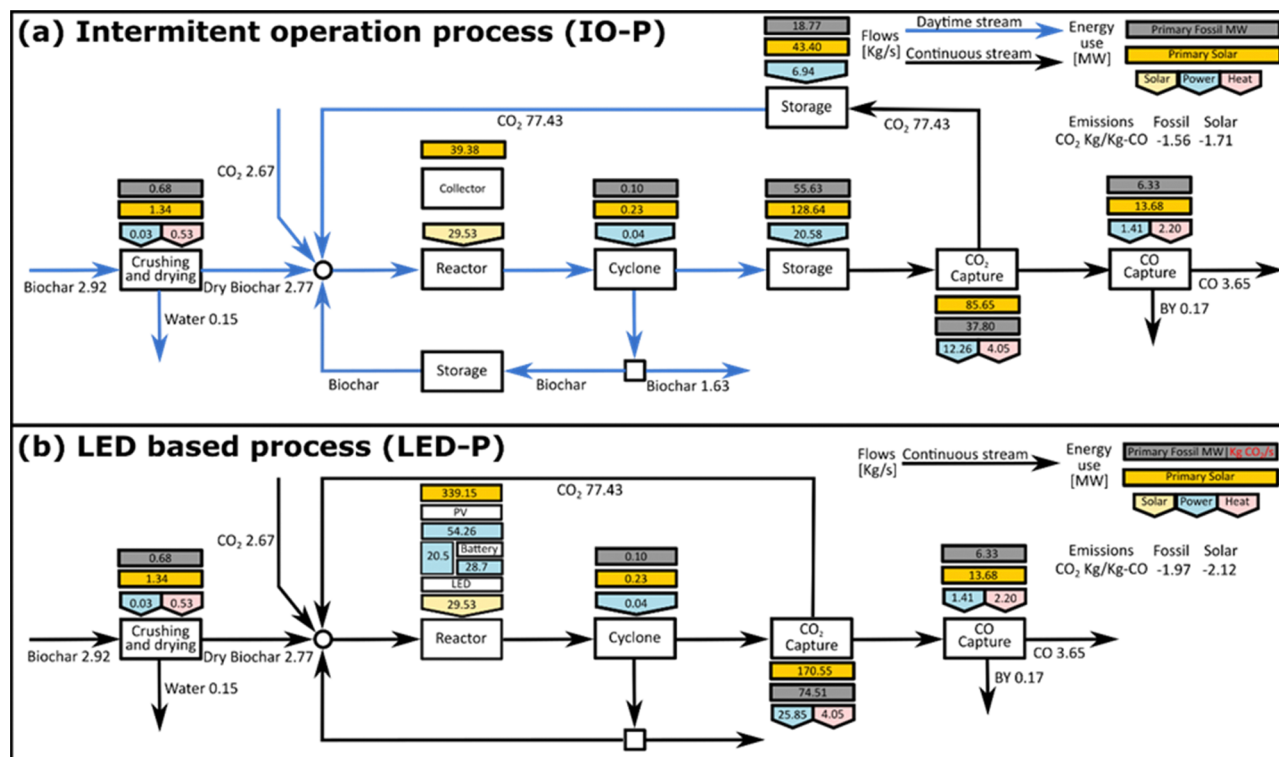 (a) Intermitent operation process (IO-P)
18.77
43.40
6.94
Storage
Flows
[Kg/s]
Daytime stream
Continuous stream
Energy
use
[MW]
Primary Fossil MW
Primary Solar
Solar Power Heat
Emissions Fossil Solar
CO₂ Kg/Kg-CO -1.56 -1.71
CO₂ 77.43
CO₂ 77.43
CO₂ 2.67
39.38
Collector
29.53
Reactor
0.68
1.34
0.03 0.53
Crushing
and drying
Biochar 2.92
Dry Biochar 2.77
Water 0.15
0.10
0.23
0.04
Cyclone
55.63
128.64
20.58
Storage
CO₂
Capture
85.65
37.80
12.26 4.05
6.33
13.68
1.41 2.20
CO
Capture
CO 3.65
BY 0.17
Storage
Biochar
Biochar
Biochar 1.63
(b) LED based process (LED-P)
Flows
[Kg/s]
Continuous stream
Energy
use
[MW]
Primary Fossil MW|Kg CO₂/s
Primary Solar
Solar Power Heat
Emissions Fossil Solar
CO₂ Kg/Kg-CO -1.97 -2.12
CO₂ 77.43
CO₂ 2.67
339.15
PV
54.26
20.5
Battery
28.7
LED
29.53
Reactor
0.68
1.34
0.03 0.53
Crushing
and drying
Biochar 2.92
Dry Biochar 2.77
Water 0.15
0.10
0.23
0.04
Cyclone
CO₂
Capture
170.55
74.51
25.85 4.05
6.33
13.68
1.41 2.20
CO
Capture
CO 3.65
BY 0.17